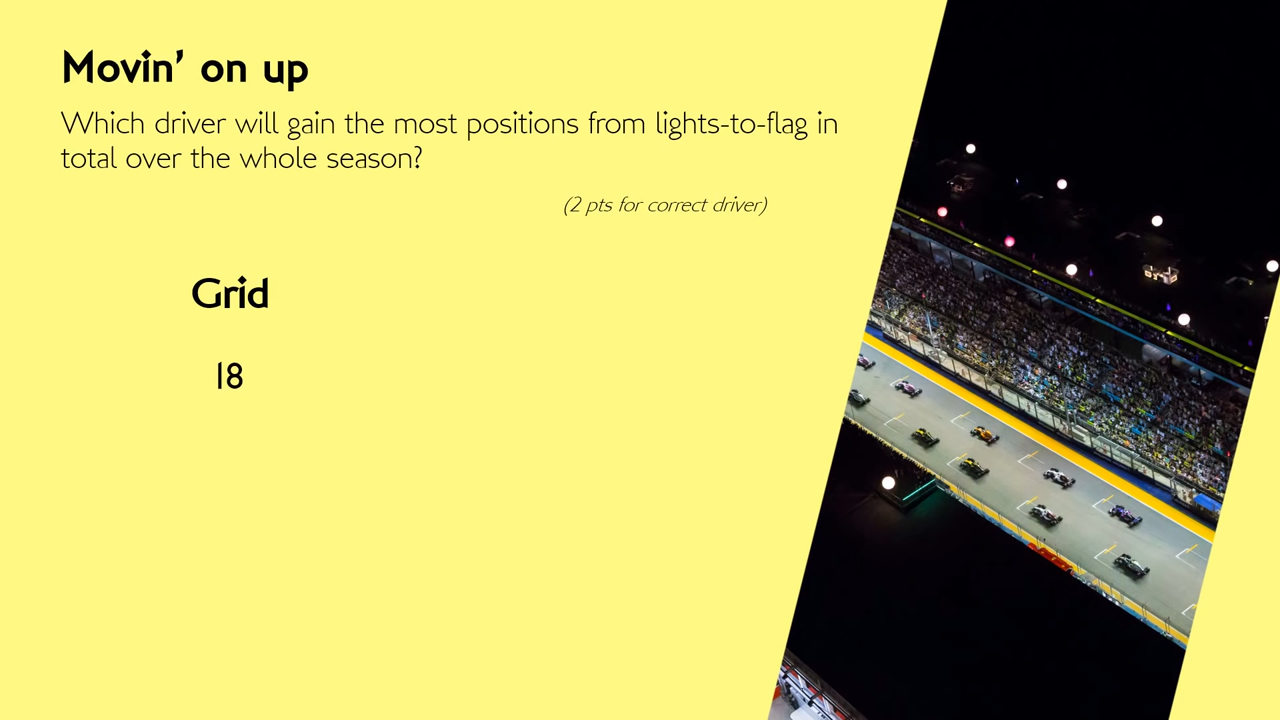 Movin’ on up
Which driver will gain the most positions from lights-to-flag in
total over the whole season?
(2 pts for correct driver)
Grid
18